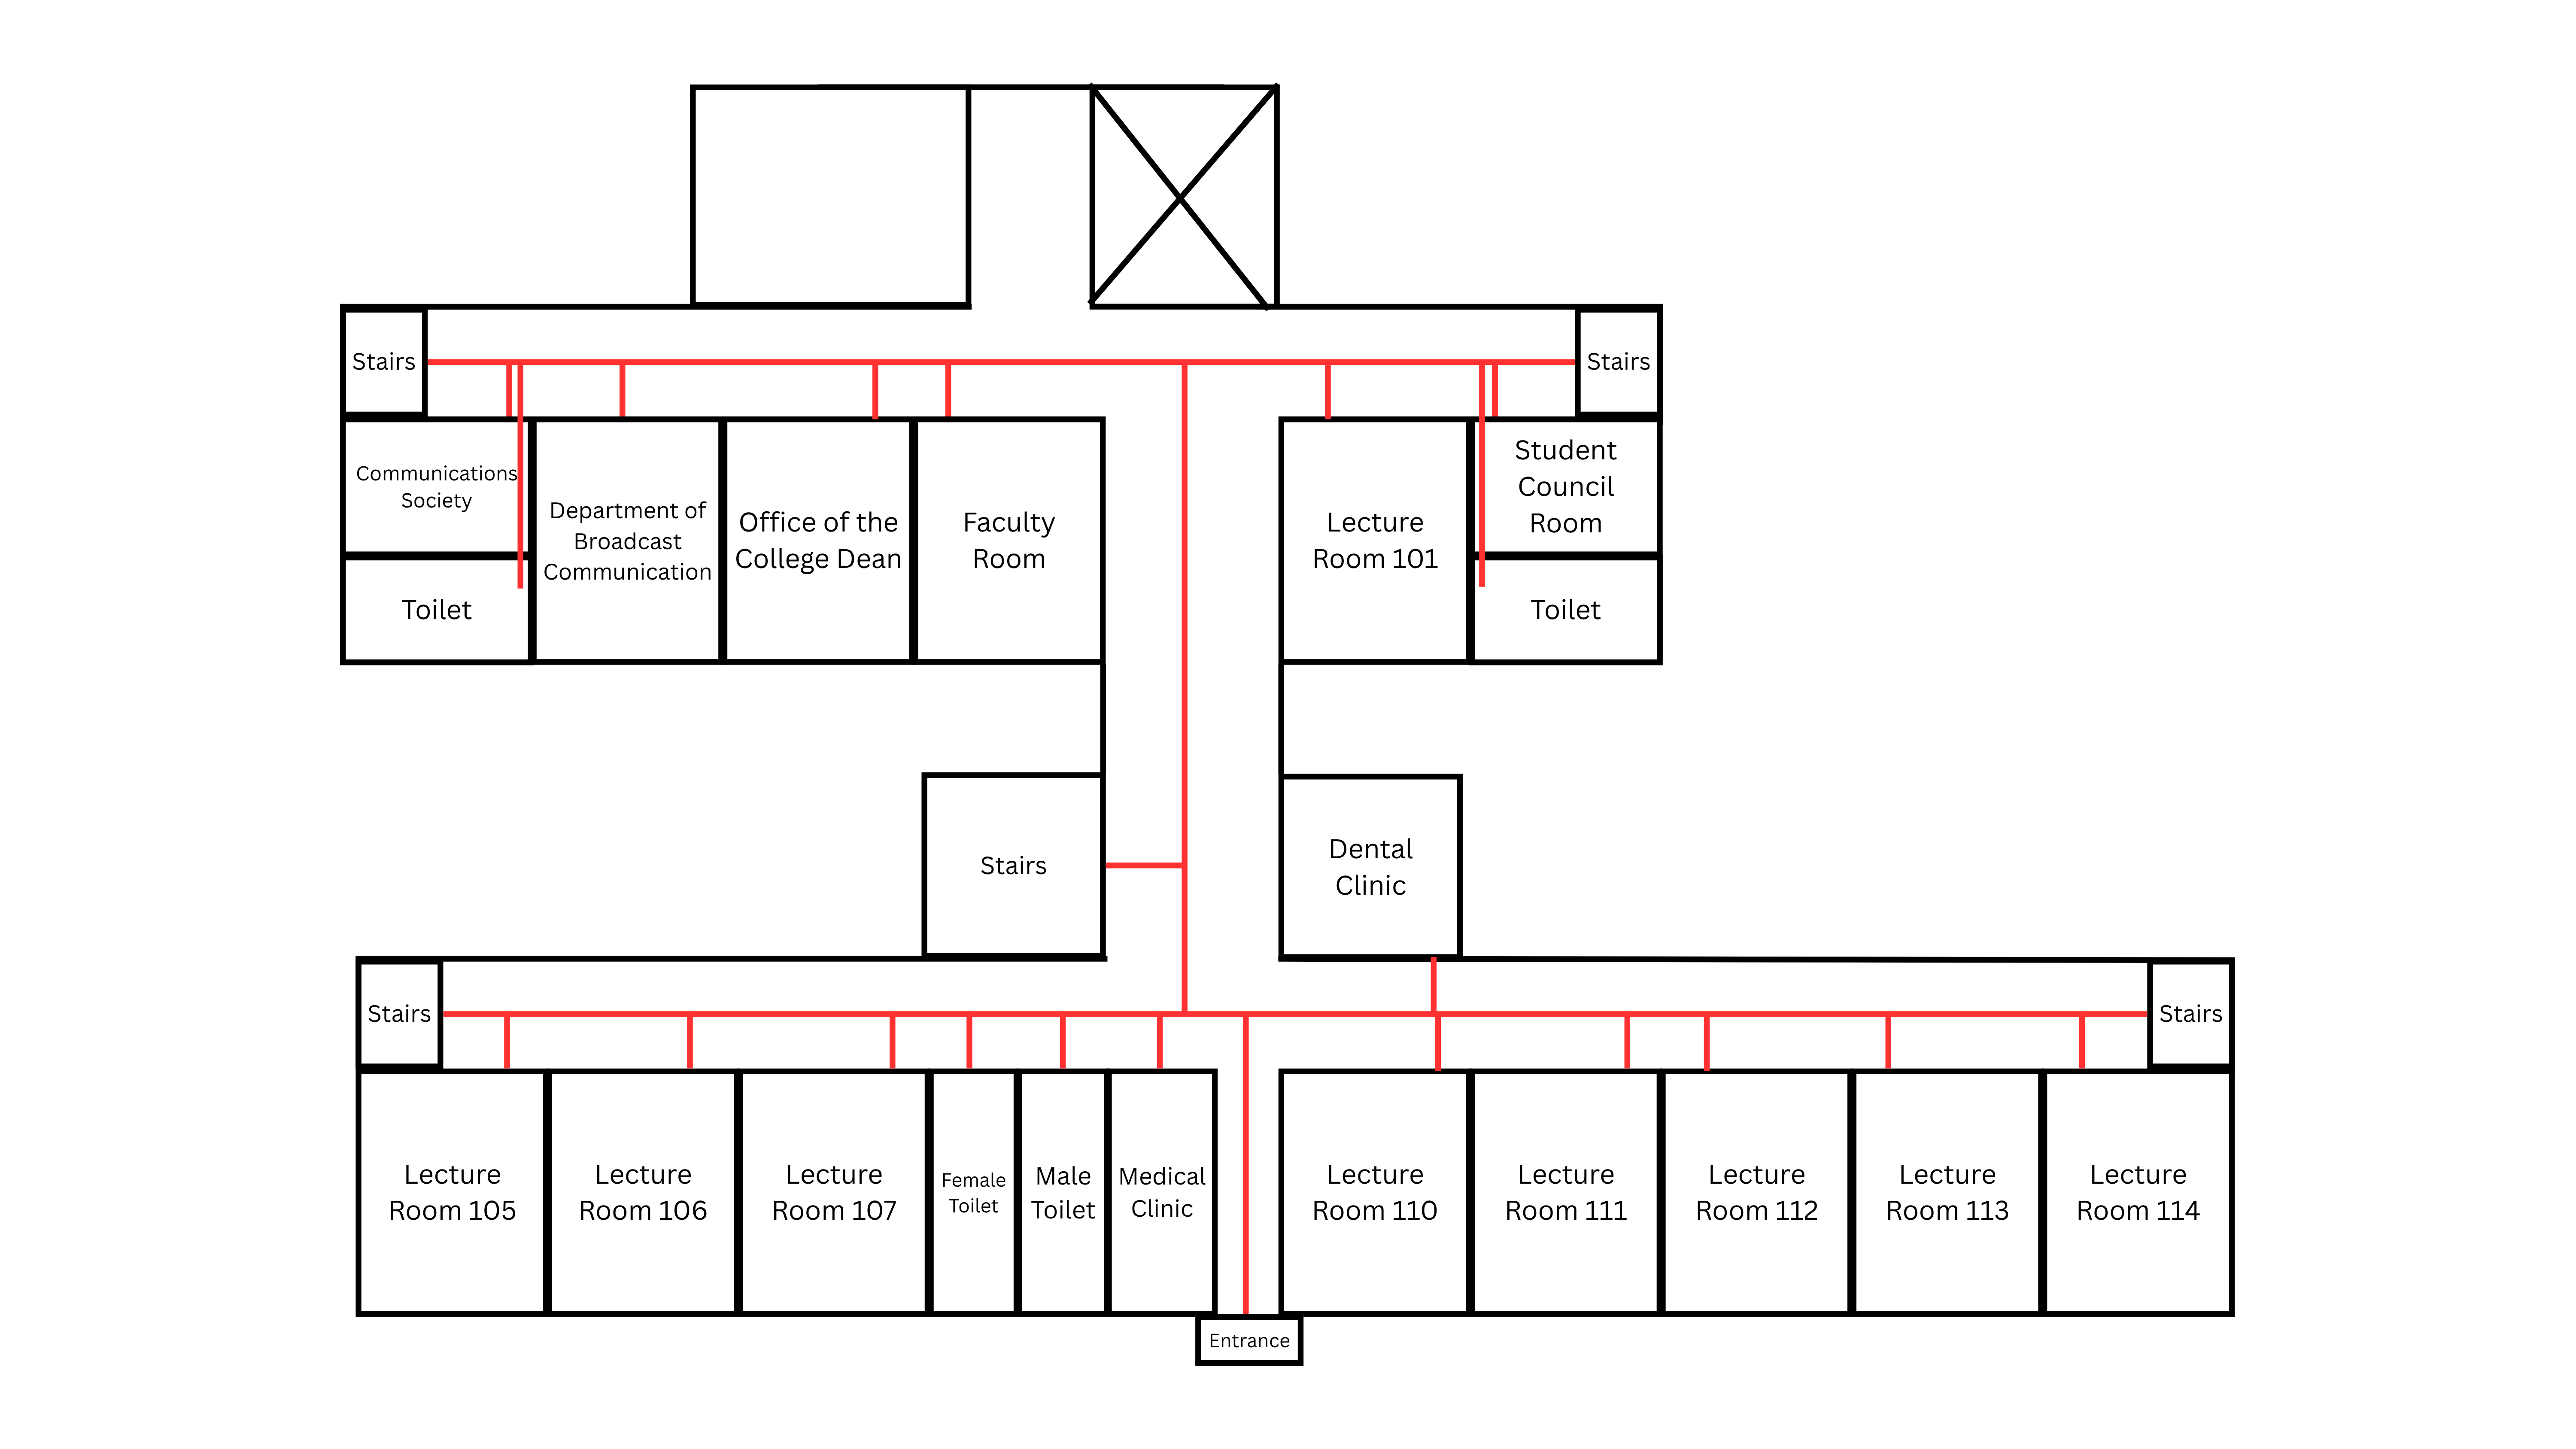 Stairs
Stairs
Communications
Society
Toilet
Department of
Broadcast
Communication
Office of the
College Dean
Faculty
Room
Lecture
Room 101
Student
Council
Room
Toilet
Stairs
Dental
Clinic
Stairs
Stairs
Lecture
Room 105
Lecture
Room 106
Lecture
Room 107
Female
Toilet
Male
Toilet
Medical
Clinic
Lecture
Room 110
Lecture
Room 111
Lecture
Room 112
Lecture
Room 113
Lecture
Room 114
Entrance